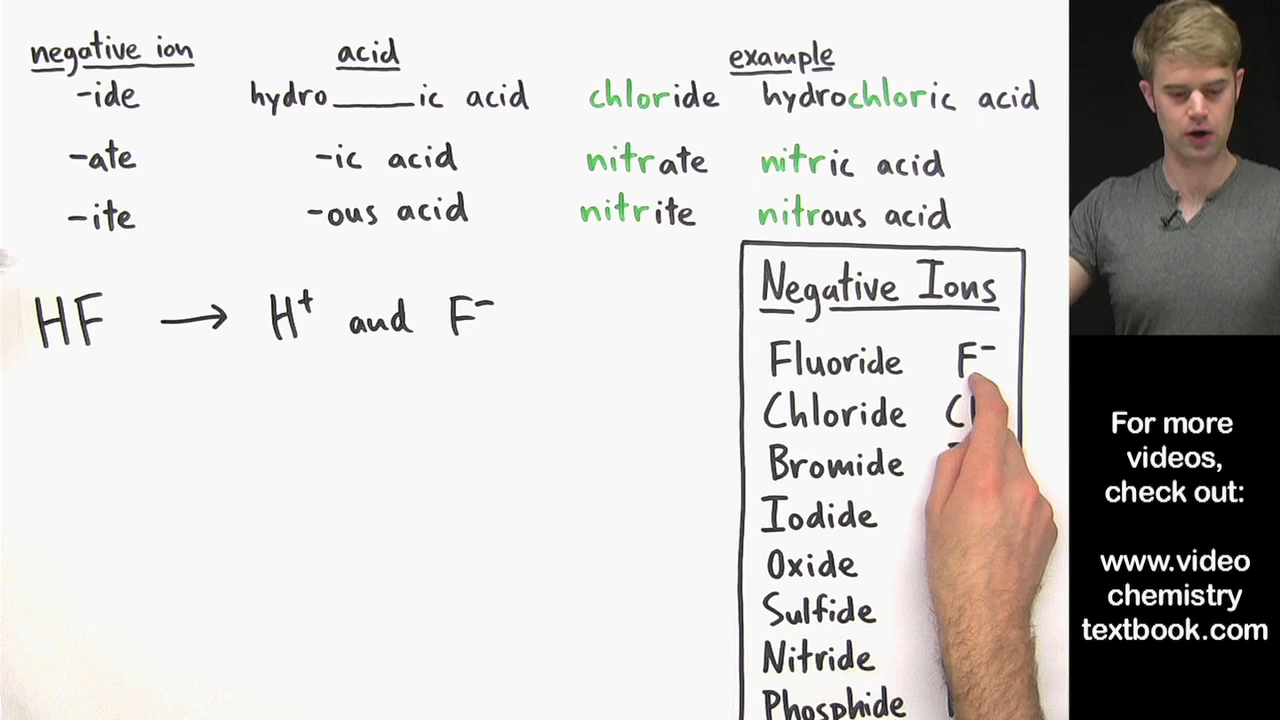 negative ion acid example
-ide hydro____ic acid chloride hydrochloric acid
-ate -ic acid nitrate nitric acid
-ite -ous acid nitrite nitrous acid
HF → H⁺ and F⁻
Negative Ions
Fluoride F⁻
Chloride
Bromide
Iodide
Oxide
Sulfide
Nitride
Phosphide
For more
videos,
check out:
www.video
chemistry
textbook.com